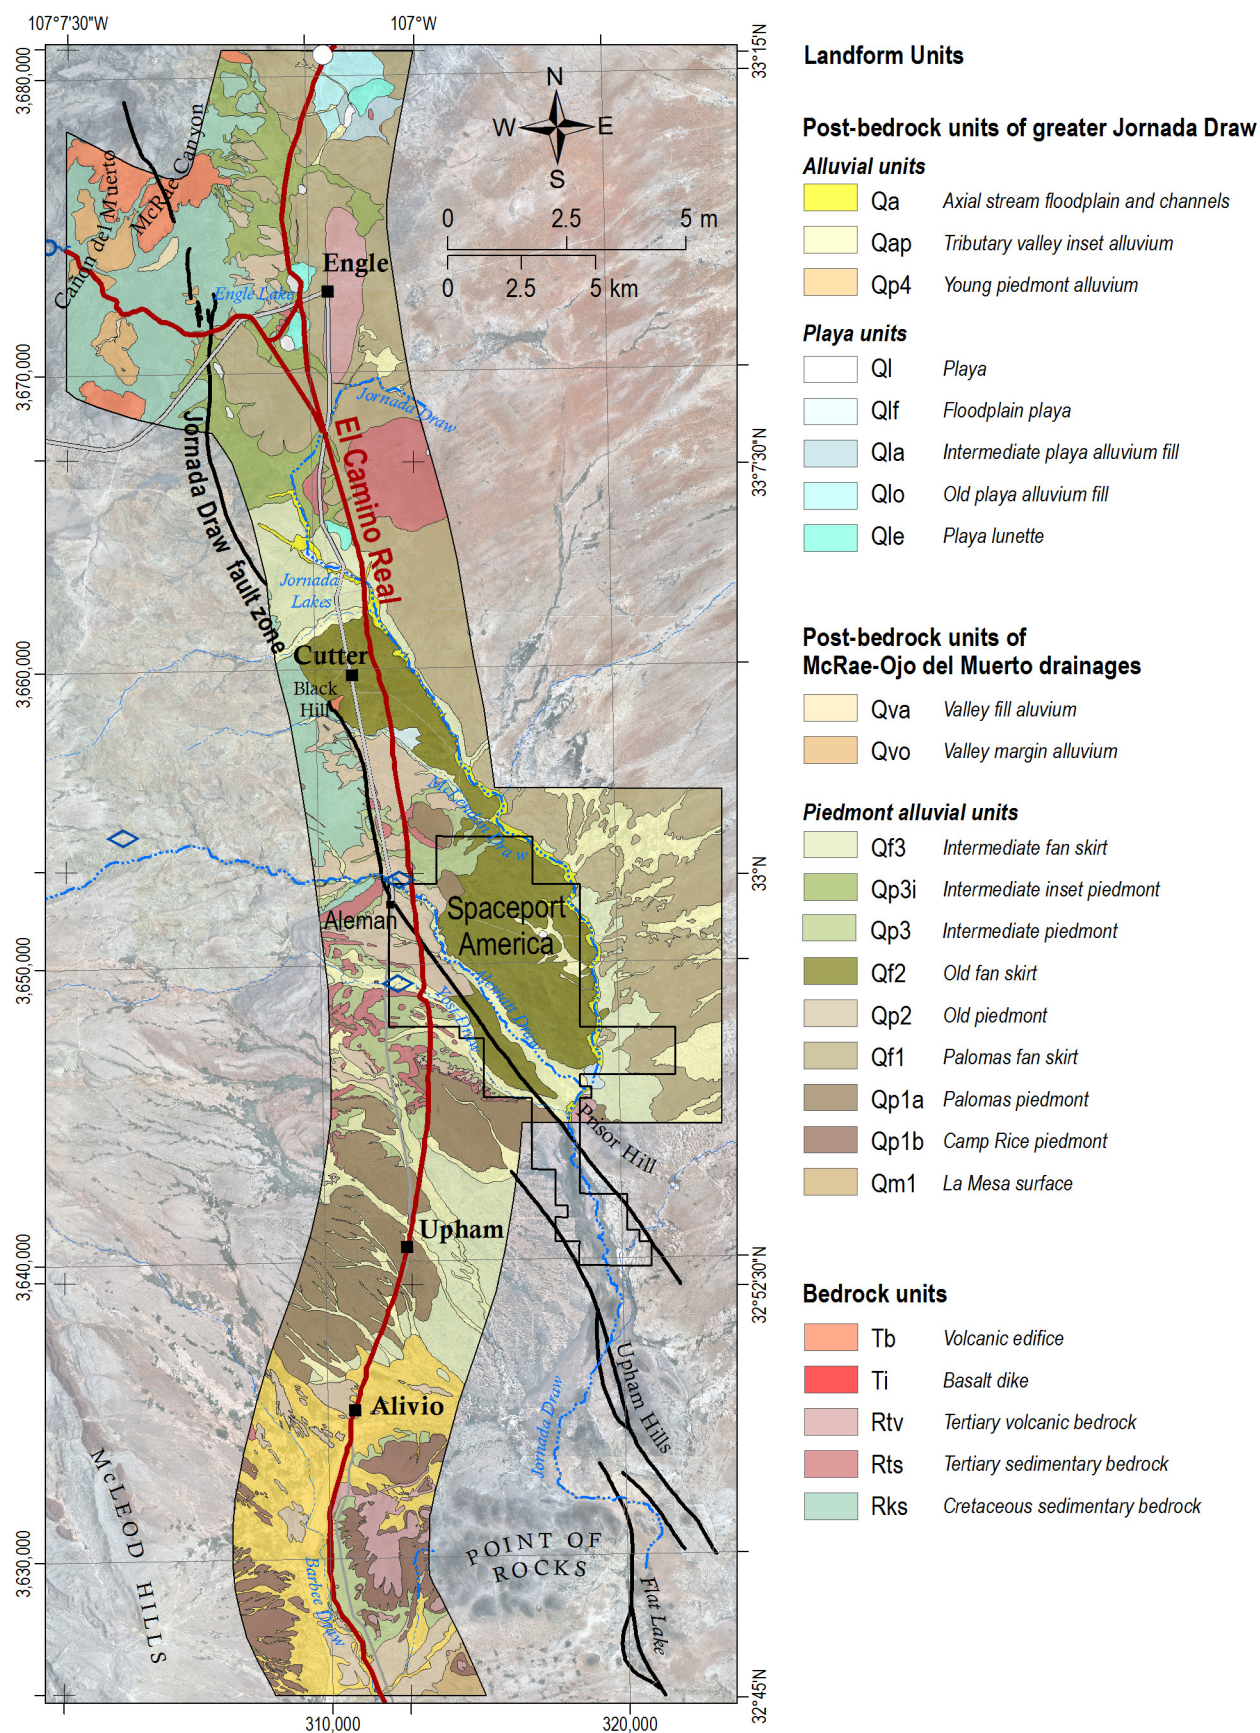 107°7'30"W
107°W
3,680,000
33°15'N
N
W
E
S
0
2.5
5 m
0
2.5
5 km
McRae Canyon
Cañon del Muerto
Engle
Engle Lake
3,670,000
Jornada Draw
33°7'30"N
El Camino Real
Jornada Draw fault zone
Jornada
Lakes
3,660,000
Cutter
Black
Hill
McLendon Draw
33°N
Spaceport
America
Aleman
3,650,000
Aleman Draw
Yost Draw
Prisor Hill
Upham
3,640,000
32°52'30"N
Upham Hills
Alivio
Jornada Draw
McLEOD HILLS
POINT OF
ROCKS
3,630,000
Barbee Draw
Flat Lake
32°45'N
310,000
320,000
Landform Units
Post-bedrock units of greater Jornada Draw
Alluvial units
Qa Axial stream floodplain and channels
Qap Tributary valley inset alluvium
Qp4 Young piedmont alluvium
Playa units
Ql Playa
Qlf Floodplain playa
Qla Intermediate playa alluvium fill
Qlo Old playa alluvium fill
Qle Playa lunette
Post-bedrock units of
McRae-Ojo del Muerto drainages
Qva Valley fill aluvium
Qvo Valley margin alluvium
Piedmont alluvial units
Qf3 Intermediate fan skirt
Qp3i Intermediate inset piedmont
Qp3 Intermediate piedmont
Qf2 Old fan skirt
Qp2 Old piedmont
Qf1 Palomas fan skirt
Qp1a Palomas piedmont
Qp1b Camp Rice piedmont
Qm1 La Mesa surface
Bedrock units
Tb Volcanic edifice
Ti Basalt dike
Rtv Tertiary volcanic bedrock
Rts Tertiary sedimentary bedrock
Rks Cretaceous sedimentary bedrock